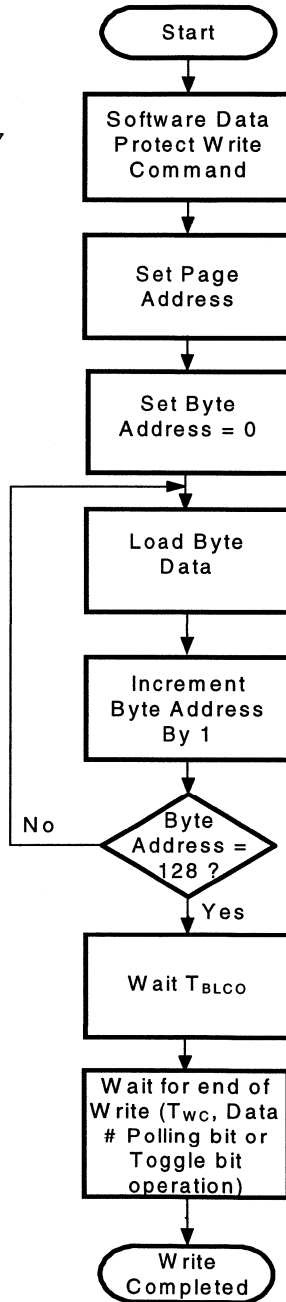 Start
Software Data
Protect Write
Command
Set Page
Address
Set Byte
Address = 0
Load Byte
Data
Increment
Byte Address
By 1
Byte
Address =
128 ?
No
Yes
Wait TBLCO
Wait for end of
Write (TWC, Data
# Polling bit or
Toggle bit
operation)
Write
Completed